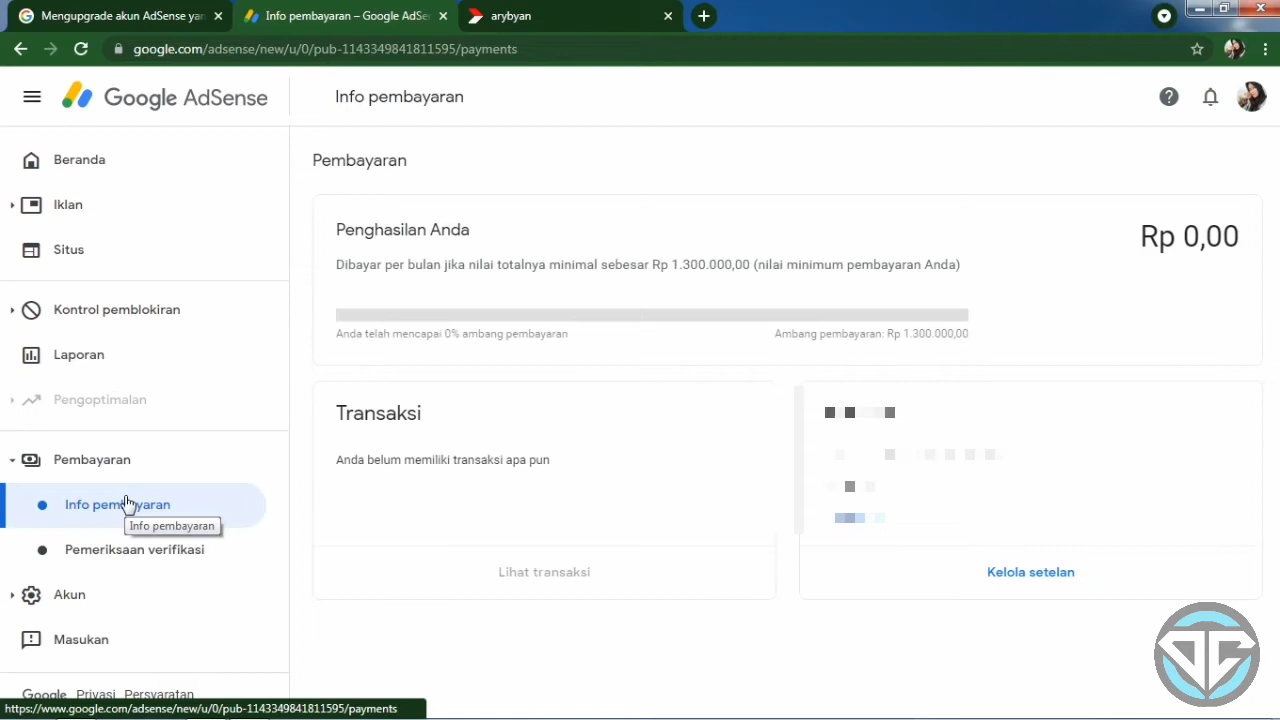 Mengupgrade akun AdSense yan
Info pembayaran – Google AdSe
arybyan
google.com/adsense/new/u/0/pub-1143349841811595/payments
Google AdSense
Info pembayaran
Beranda
Iklan
Situs
Kontrol pemblokiran
Laporan
Pengoptimalan
Pembayaran
Info pembayaran
Info pembayaran
Pemeriksaan verifikasi
Akun
Masukan
Google Privasi Persyaratan
https://www.google.com/adsense/new/u/0/pub-1143349841811595/payments
Pembayaran
Penghasilan Anda
Rp 0,00
Dibayar per bulan jika nilai totalnya minimal sebesar Rp 1.300.000,00 (nilai minimum pembayaran Anda)
Anda telah mencapai 0% ambang pembayaran
Ambang pembayaran: Rp 1.300.000,00
Transaksi
Anda belum memiliki transaksi apa pun
Lihat transaksi
Kelola setelan